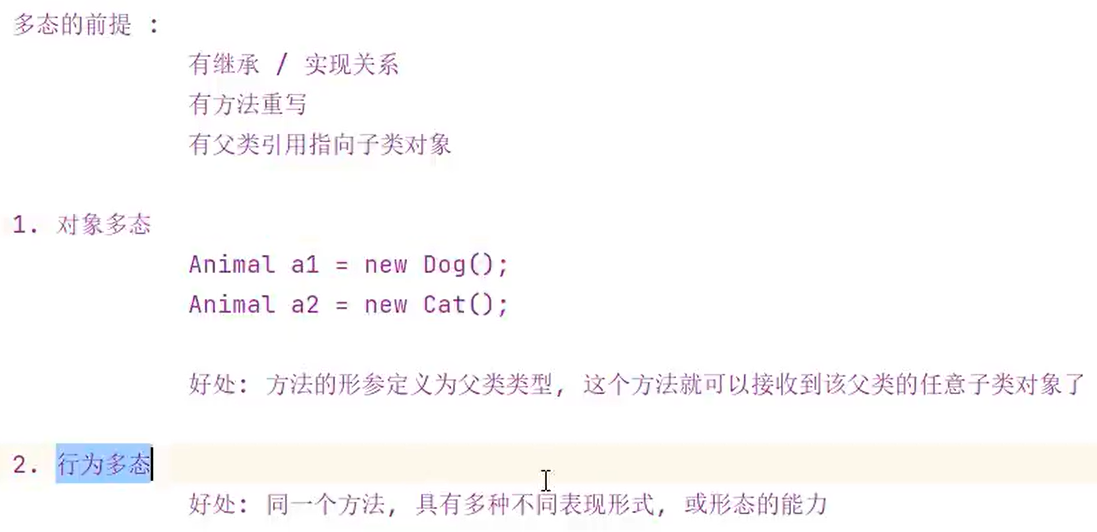 多态的前提 :
有继承 / 实现关系
有方法重写
有父类引用指向子类对象
1. 对象多态
Animal a1 = new Dog();
Animal a2 = new Cat();
好处: 方法的形参定义为父类类型, 这个方法就可以接收到该父类的任意子类对象了
2. 行为多态
好处: 同一个方法, 具有多种不同表现形式, 或形态的能力